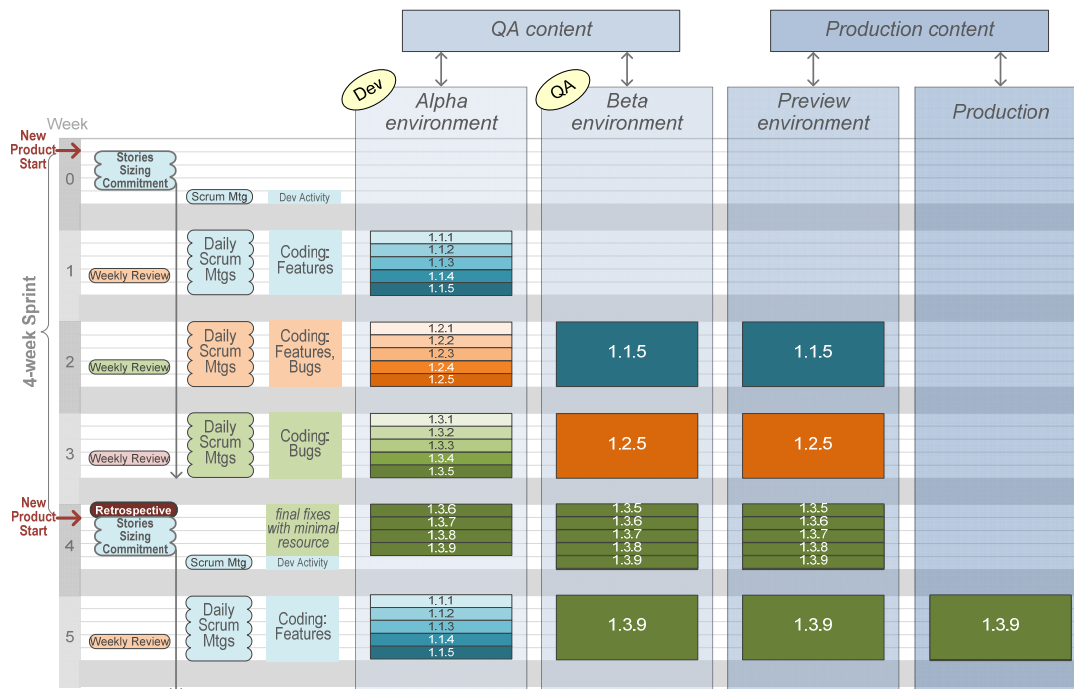 QA content
Production content
Dev
Alpha
environment
QA
Beta
environment
Preview
environment
Production
Week
New
Product
Start
4-week Sprint
0
Stories
Sizing
Commitment
Scrum Mtg
Dev Activity
1
Weekly Review
Daily
Scrum
Mtgs
Coding:
Features
1.1.1
1.1.2
1.1.3
1.1.4
1.1.5
2
Weekly Review
Daily
Scrum
Mtgs
Coding:
Features,
Bugs
1.2.1
1.2.2
1.2.3
1.2.4
1.2.5
1.1.5
1.1.5
3
Weekly Review
Daily
Scrum
Mtgs
Coding:
Bugs
1.3.1
1.3.2
1.3.3
1.3.4
1.3.5
1.2.5
1.2.5
New
Product
Start
4
Retrospective
Stories
Sizing
Commitment
Scrum Mtg
final fixes
with minimal
resource
Dev Activity
1.3.6
1.3.7
1.3.8
1.3.9
1.3.5
1.3.6
1.3.7
1.3.8
1.3.9
1.3.5
1.3.6
1.3.7
1.3.8
1.3.9
5
Weekly Review
Daily
Scrum
Mtgs
Coding:
Features
1.1.1
1.1.2
1.1.3
1.1.4
1.1.5
1.3.9
1.3.9
1.3.9